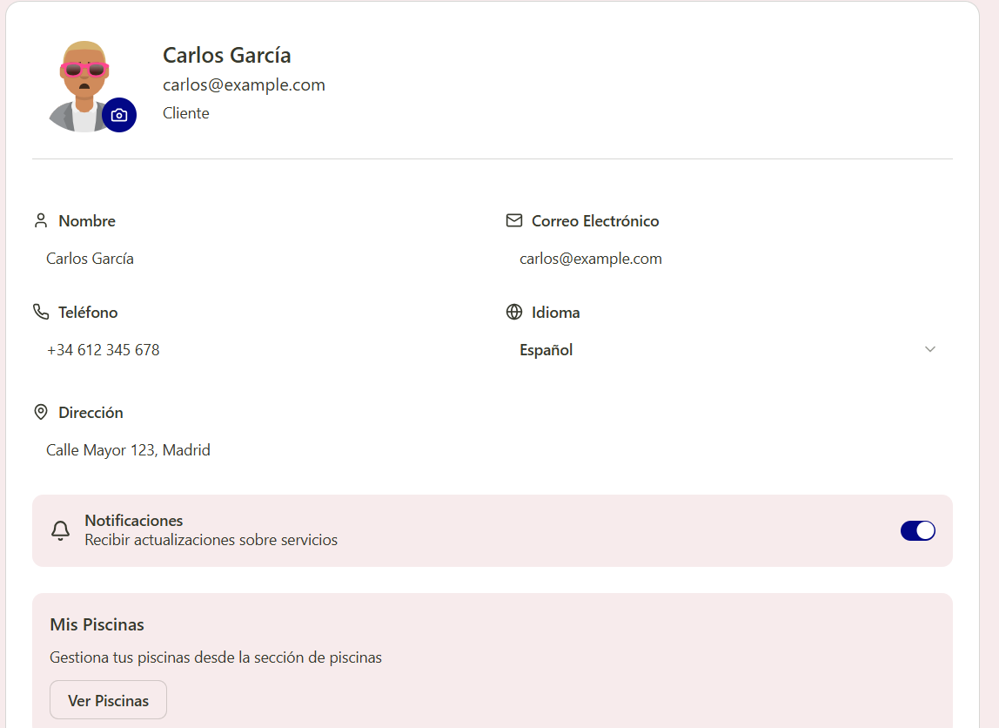 Carlos García
carlos@example.com
Cliente
Nombre
Carlos García
Correo Electrónico
carlos@example.com
Teléfono
+34 612 345 678
Idioma
Español
Dirección
Calle Mayor 123, Madrid
Notificaciones
Recibir actualizaciones sobre servicios
Mis Piscinas
Gestiona tus piscinas desde la sección de piscinas
Ver Piscinas